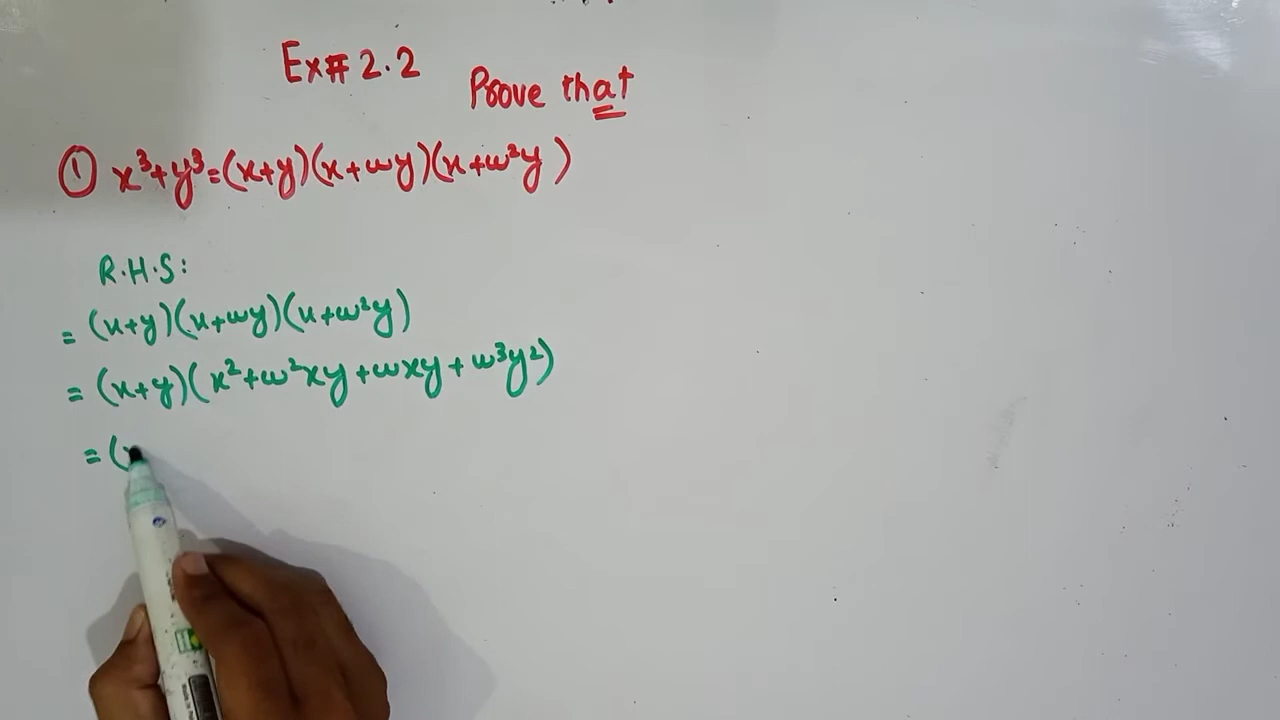 Ex# 2.2
Prove that
① x³+y³=(x+y)(x+ωy)(x+ω²y)
R.H.S:
= (x+y)(x+ωy)(x+ω²y)
= (x+y)(x²+ω²xy+ωxy+ω³y²)
= (x